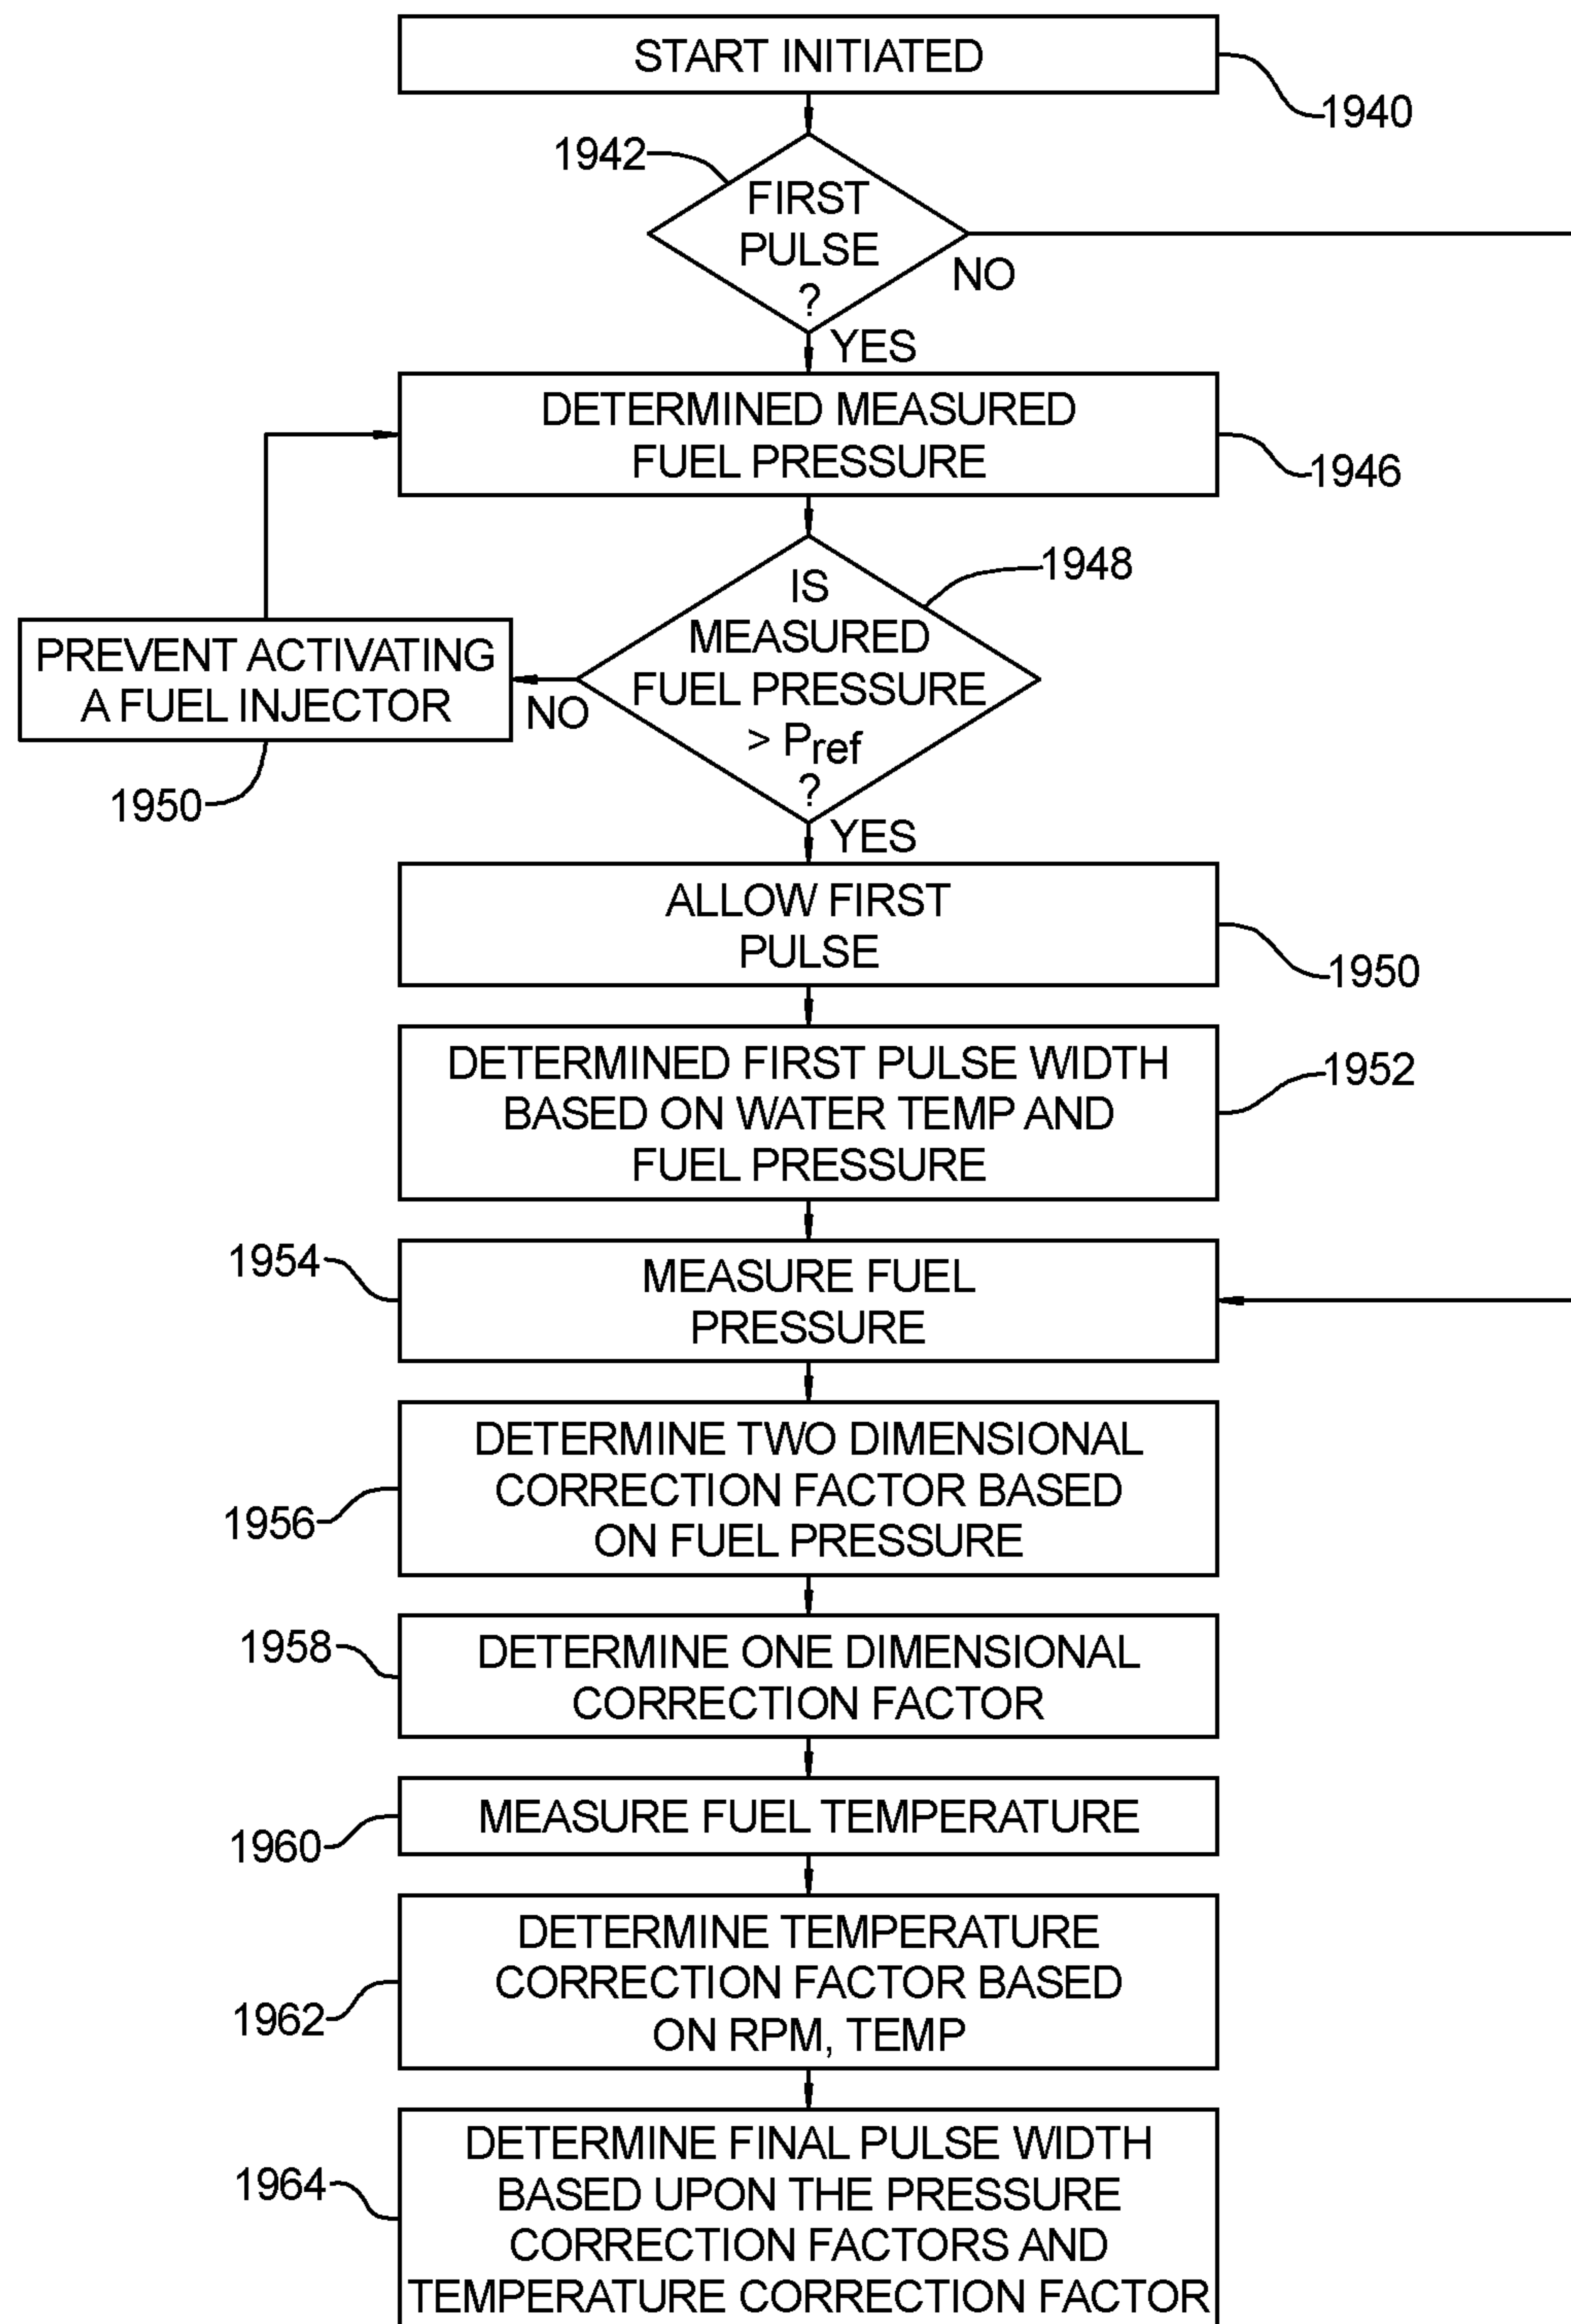 START INITIATED
1940
1942
FIRST
PULSE
?
NO
YES
DETERMINED MEASURED
FUEL PRESSURE
1946
1948
IS
MEASURED
FUEL PRESSURE
> Pref
?
NO
PREVENT ACTIVATING
A FUEL INJECTOR
1950
YES
ALLOW FIRST
PULSE
1950
DETERMINED FIRST PULSE WIDTH
BASED ON WATER TEMP AND
FUEL PRESSURE
1952
1954
MEASURE FUEL
PRESSURE
DETERMINE TWO DIMENSIONAL
CORRECTION FACTOR BASED
ON FUEL PRESSURE
1956
1958
DETERMINE ONE DIMENSIONAL
CORRECTION FACTOR
MEASURE FUEL TEMPERATURE
1960
DETERMINE TEMPERATURE
CORRECTION FACTOR BASED
ON RPM, TEMP
1962
DETERMINE FINAL PULSE WIDTH
BASED UPON THE PRESSURE
CORRECTION FACTORS AND
TEMPERATURE CORRECTION FACTOR
1964